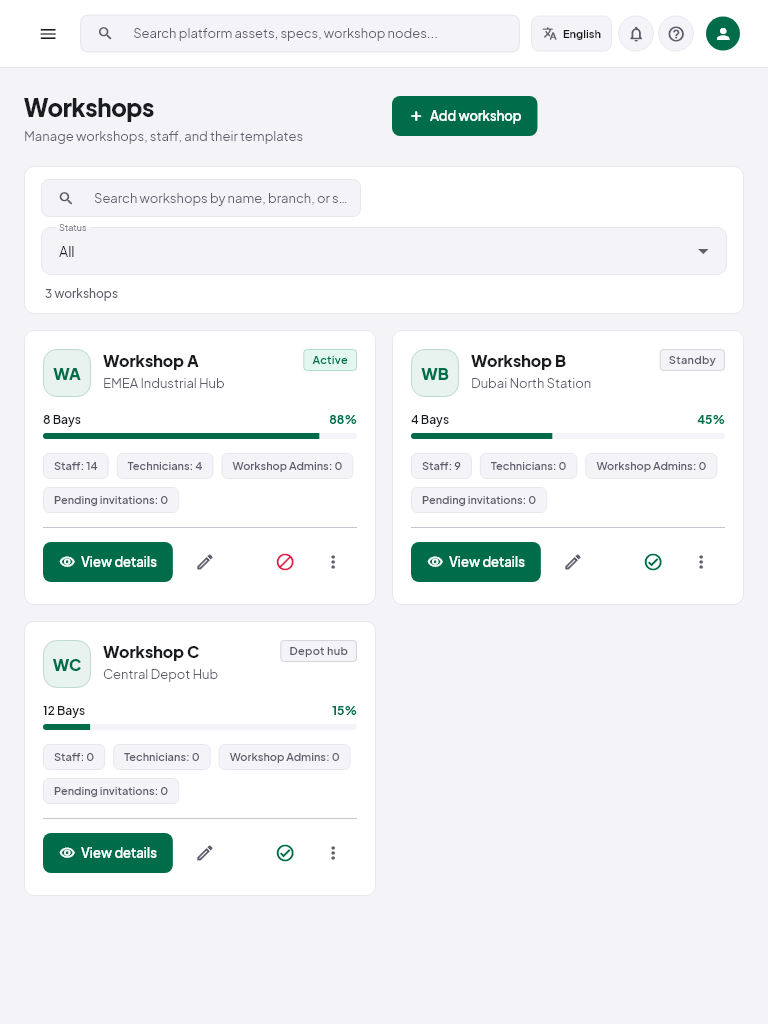 Search platform assets, specs, workshop nodes...
English
Workshops
Manage workshops, staff, and their templates
Add workshop
Search workshops by name, branch, or s...
Status
All
3 workshops
WA
Workshop A
EMEA Industrial Hub
Active
8 Bays
88%
Staff: 14
Technicians: 4
Workshop Admins: 0
Pending invitations: 0
View details
WB
Workshop B
Dubai North Station
Standby
4 Bays
45%
Staff: 9
Technicians: 0
Workshop Admins: 0
Pending invitations: 0
View details
WC
Workshop C
Central Depot Hub
Depot hub
12 Bays
15%
Staff: 0
Technicians: 0
Workshop Admins: 0
Pending invitations: 0
View details